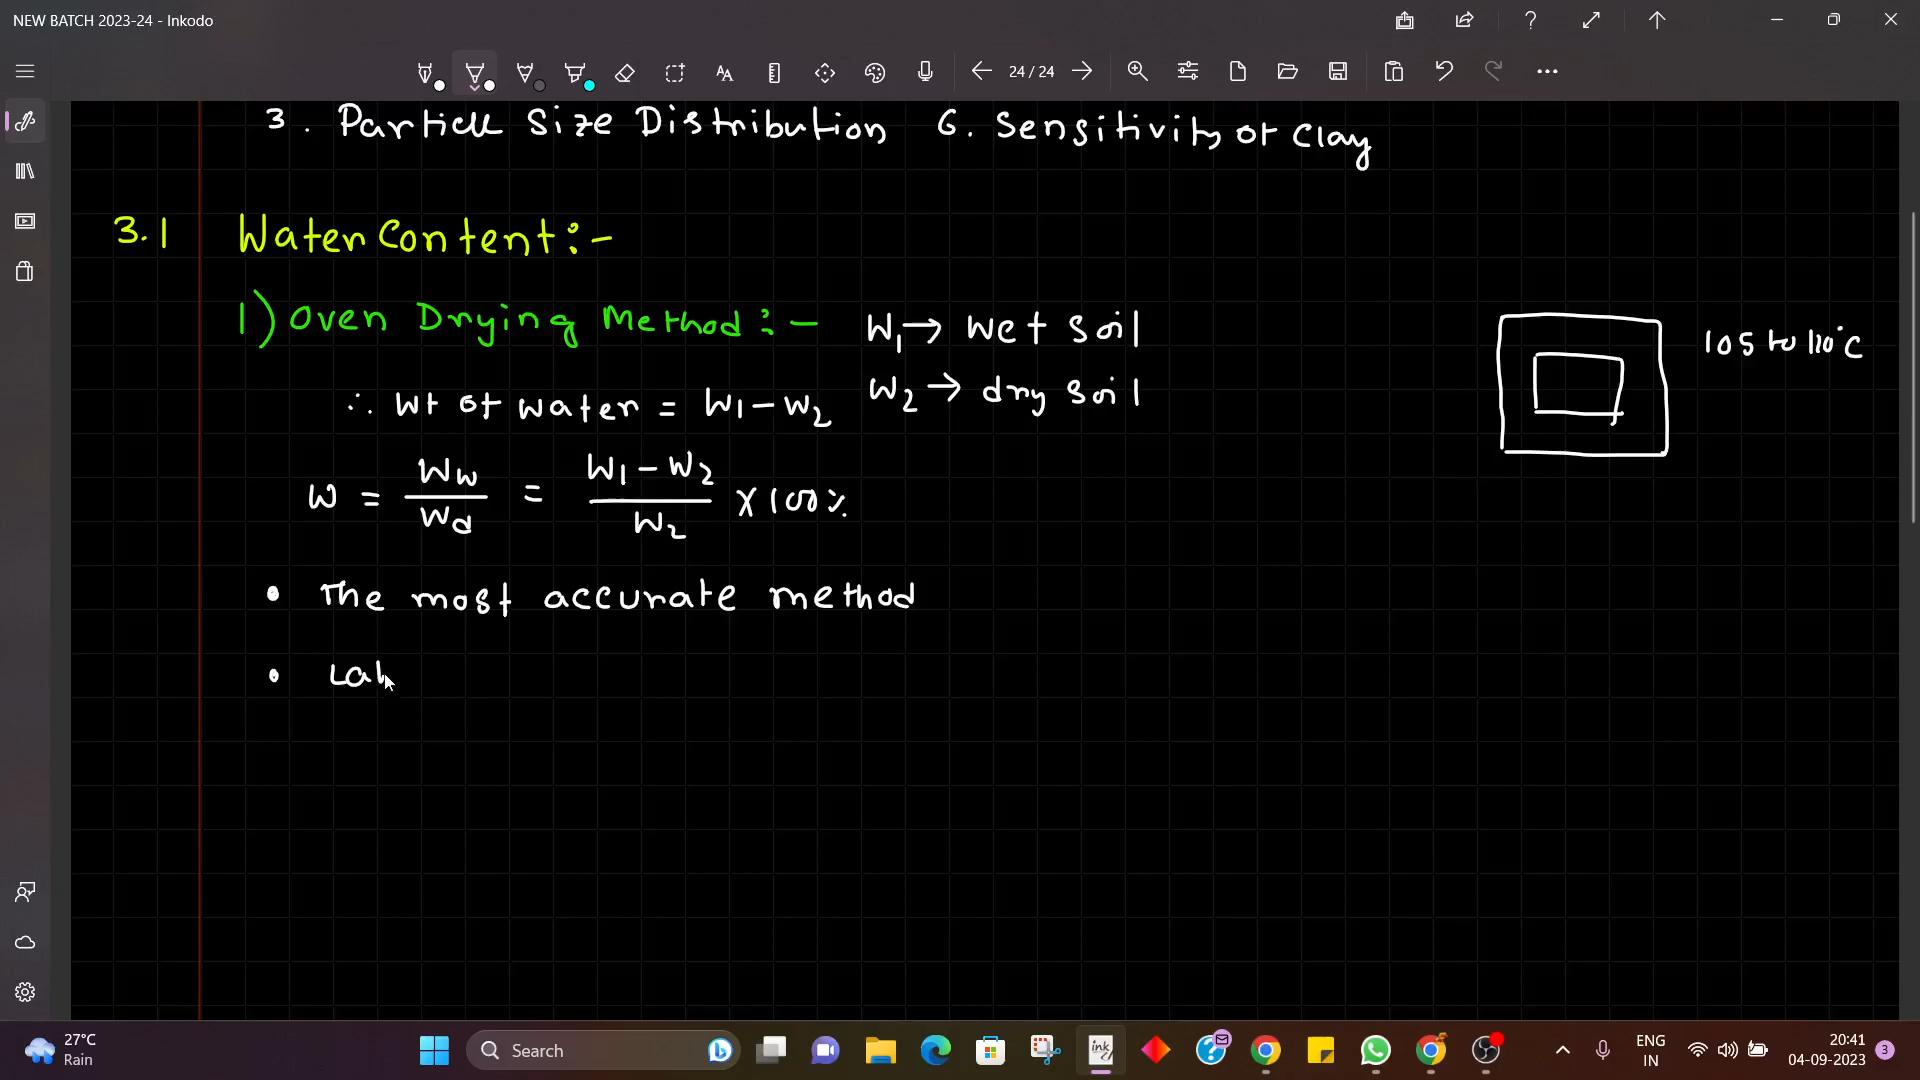 NEW BATCH 2023-24 - Inkodo
24 / 24
3. Particle Size Distribution 6. Sensitivity of Clay
3.1 Water Content:-
1) Oven Drying Method:- W1→ Wet Soil
105 to 110°C
W2 → dry Soil
∴ Wt of water = W1-W2
W = Ww/Wd = W1-W2/W2 X100%
• The most accurate method
• Lab
27°C
Rain
Search
ink
ENG
IN
20:41
04-09-2023
3